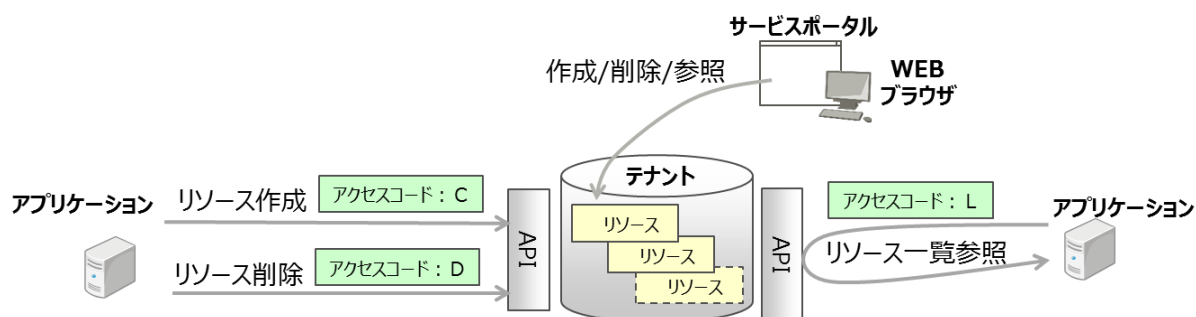 サービスポータル
作成/削除/参照
WEB
ブラウザ
テナント
アプリケーション
リソース作成
アクセスコード：C
リソース削除
アクセスコード：D
API
リソース
リソース
リソース
API
アクセスコード：L
リソース一覧参照
アプリケーション